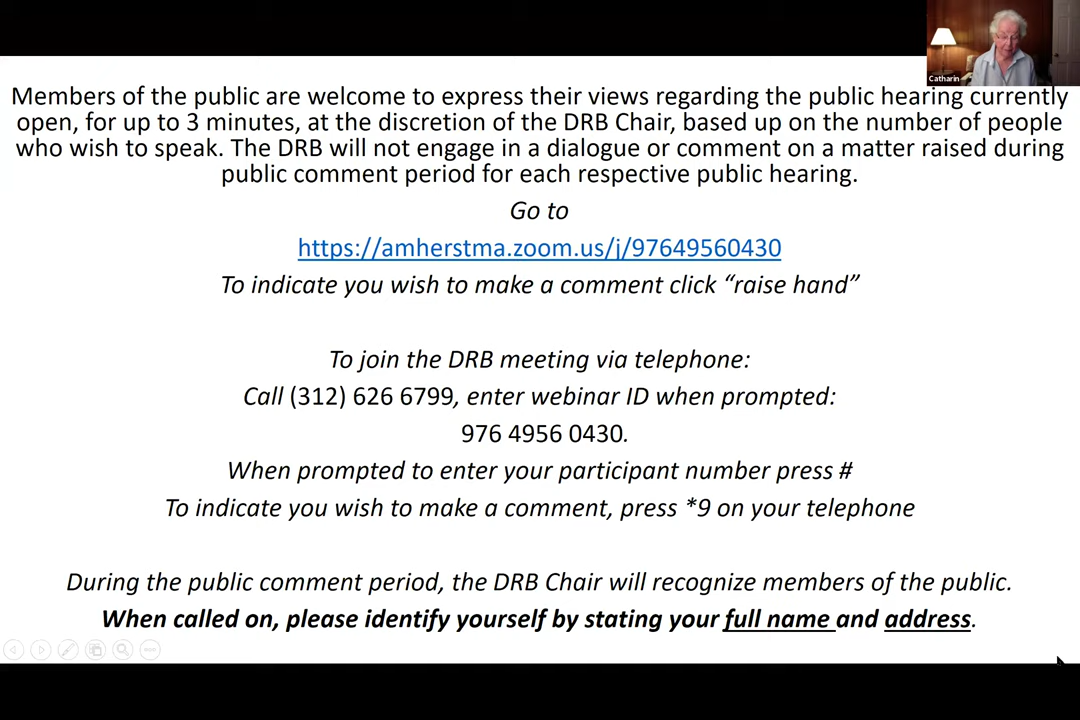 Catharin
Members of the public are welcome to express their views regarding the public hearing currently
open, for up to 3 minutes, at the discretion of the DRB Chair, based up on the number of people
who wish to speak. The DRB will not engage in a dialogue or comment on a matter raised during
public comment period for each respective public hearing.
Go to
https://amherstma.zoom.us/j/97649560430
To indicate you wish to make a comment click “raise hand”
To join the DRB meeting via telephone:
Call (312) 626 6799, enter webinar ID when prompted:
976 4956 0430.
When prompted to enter your participant number press #
To indicate you wish to make a comment, press *9 on your telephone
During the public comment period, the DRB Chair will recognize members of the public.
When called on, please identify yourself by stating your full name and address.